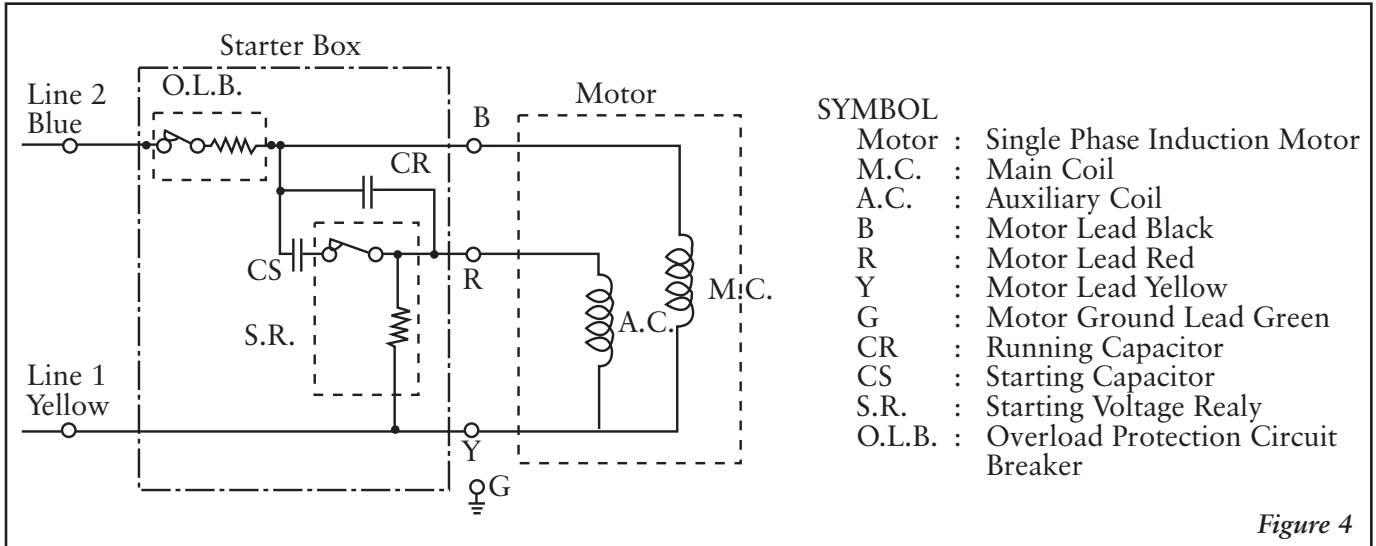 Starter Box
O.L.B.
Line 2
Blue
Motor
B
CR
CS
R
S.R.
A.C.
M.C.
Line 1
Yellow
Y
G
SYMBOL
Motor : Single Phase Induction Motor
M.C. : Main Coil
A.C. : Auxiliary Coil
B : Motor Lead Black
R : Motor Lead Red
Y : Motor Lead Yellow
G : Motor Ground Lead Green
CR : Running Capacitor
CS : Starting Capacitor
S.R. : Starting Voltage Realy
O.L.B. : Overload Protection Circuit
Breaker
Figure 4